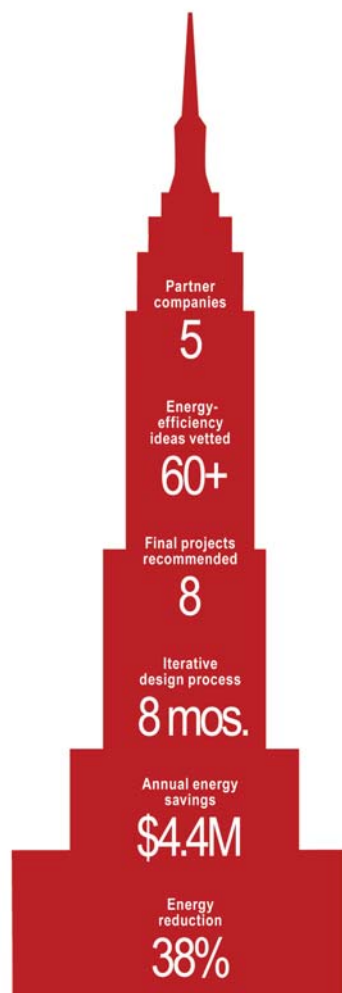 Partner
companies
5
Energy-
efficiency
ideas vetted
60+
Final projects
recommended
8
Iterative
design process
8 mos.
Annual energy
savings
$4.4M
Energy
reduction
38%